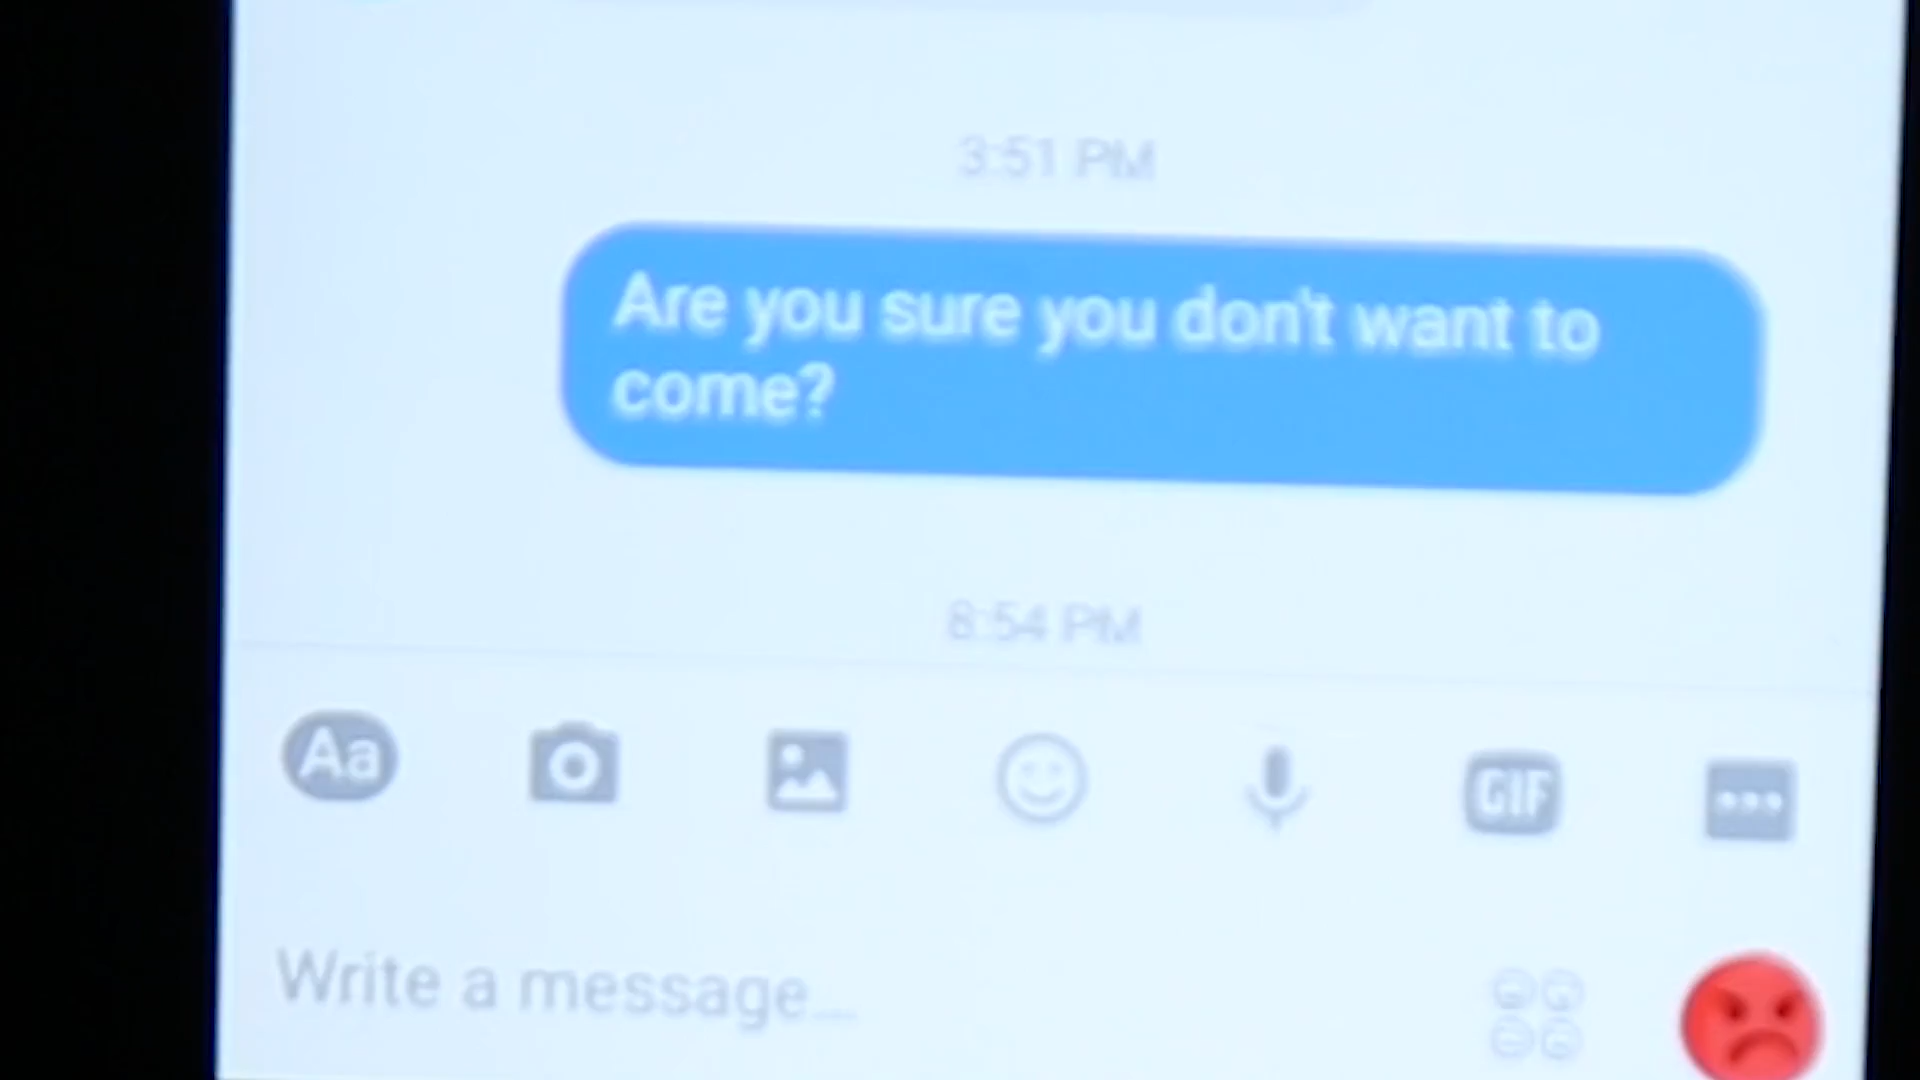 3:51 PM
Are you sure you don't want to
come?
8:54 PM
Aa
GIF
Write a message...